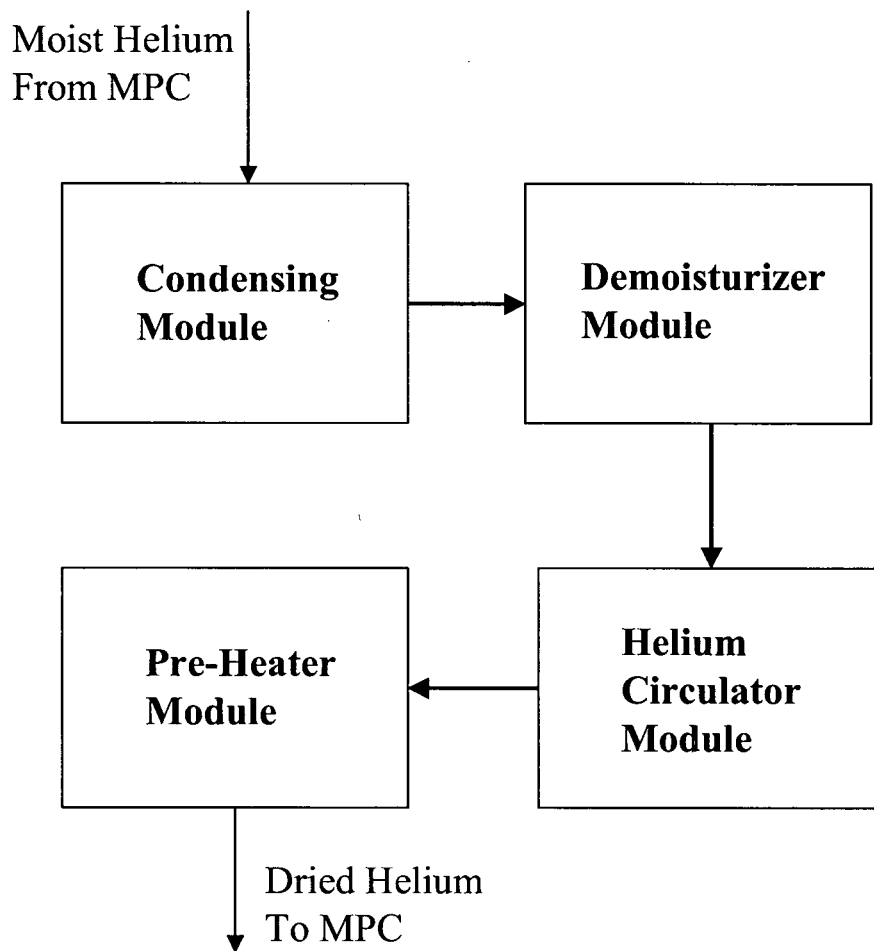 Moist Helium
From MPC
Condensing
Module
Demoisturizer
Module
Pre-Heater
Module
Helium
Circulator
Module
Dried Helium
To MPC